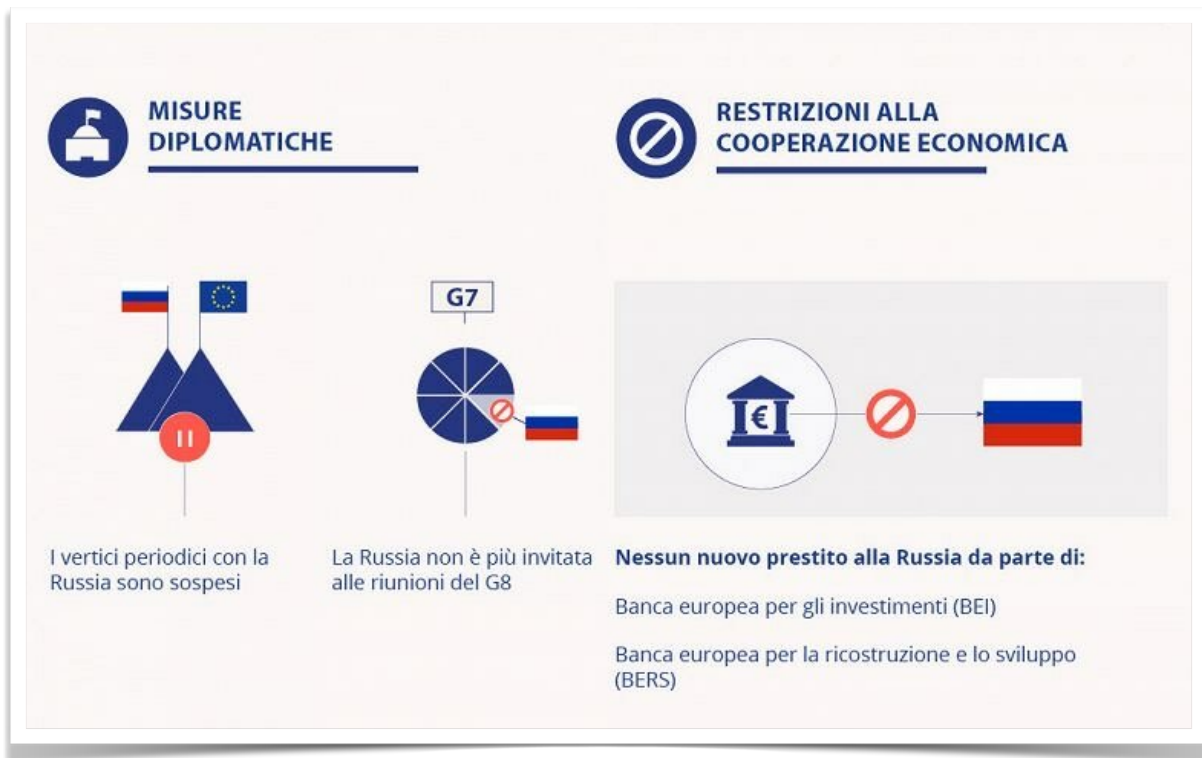 MISURE
DIPLOMATICHE
RESTRIZIONI ALLA
COOPERAZIONE ECONOMICA
G7
I vertici periodici con la
Russia sono sospesi
La Russia non è più invitata
alle riunioni del G8
€
Nessun nuovo prestito alla Russia da parte di:
Banca europea per gli investimenti (BEI)
Banca europea per la ricostruzione e lo sviluppo
(BERS)